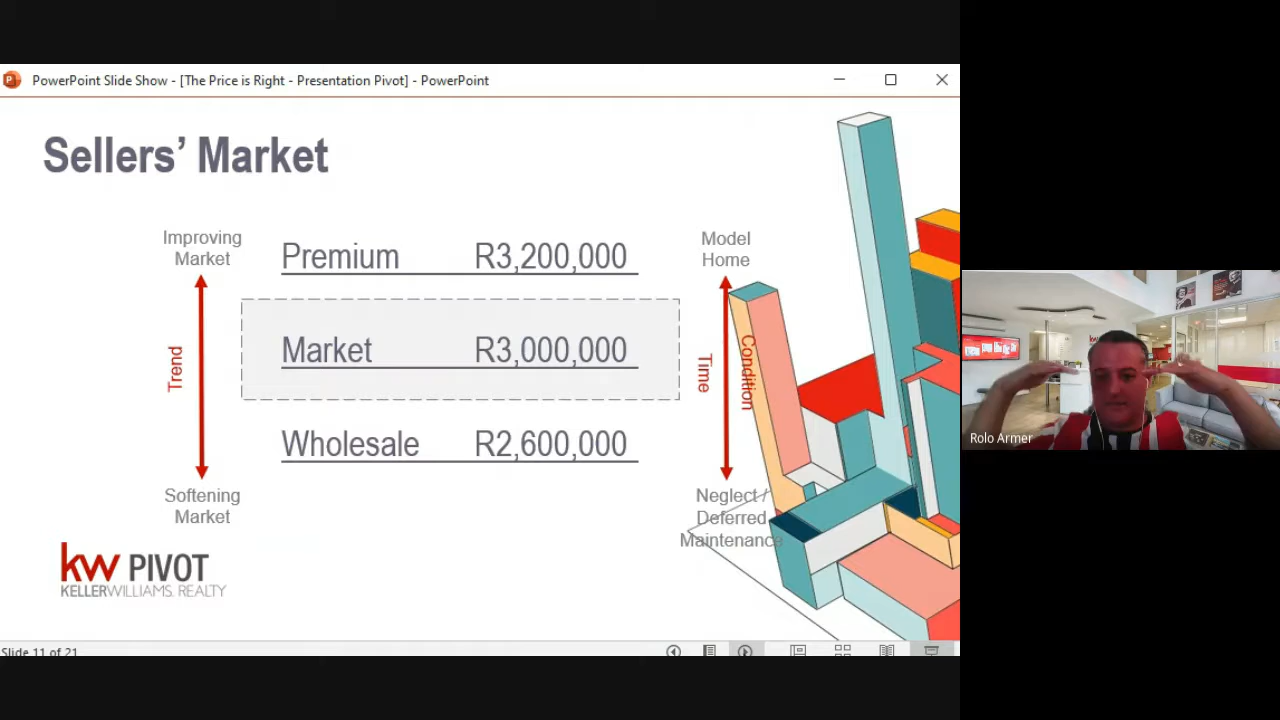 PowerPoint Slide Show - [The Price is Right - Presentation Pivot] - PowerPoint
Sellers' Market
Improving
Market
Trend
Softening
Market
Premium R3,200,000
Market R3,000,000
Wholesale R2,600,000
Model
Home
Time
Condition
Neglect /
Deferred
Maintenance
kw PIVOT
KELLERWILLIAMS. REALTY
Slide 11 of 21
Rolo Armer